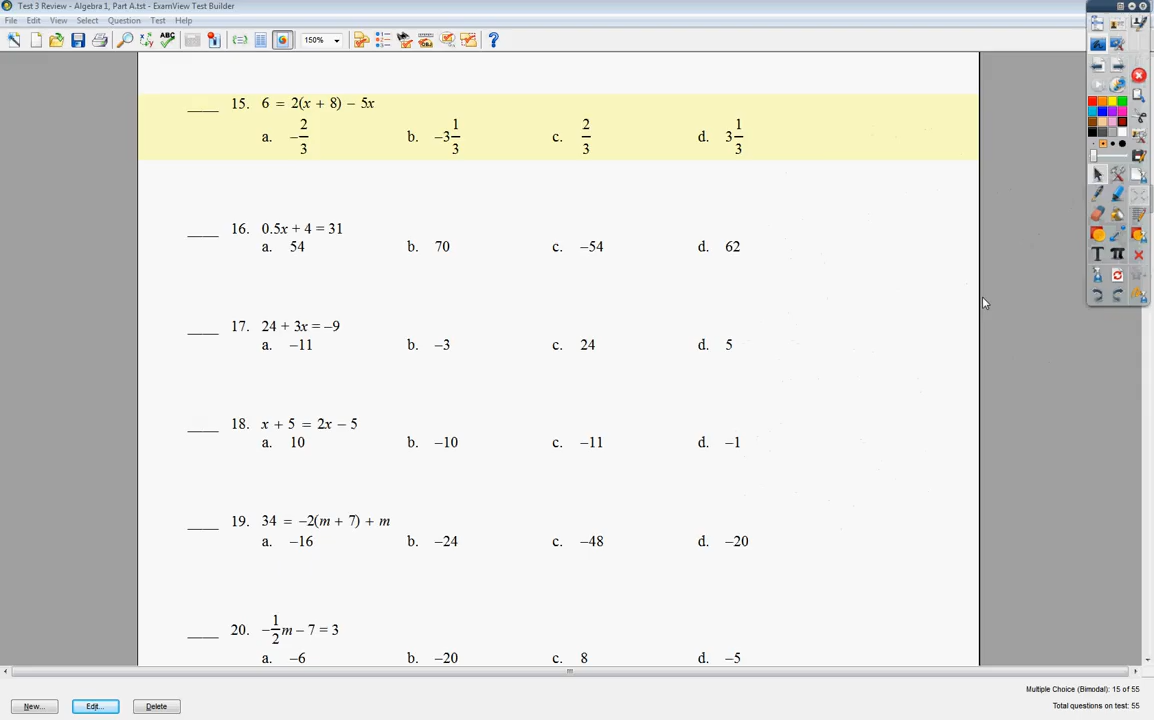 Test 3 Review - Algebra 1, Part A.tst - ExamView Test Builder
File Edit View Select Question Test Help
150%
____ 15. 6 = 2(x + 8) − 5x
a. −2/3 b. −3 1/3 c. 2/3 d. 3 1/3
____ 16. 0.5x + 4 = 31
a. 54 b. 70 c. −54 d. 62
____ 17. 24 + 3x = −9
a. −11 b. −3 c. 24 d. 5
____ 18. x + 5 = 2x − 5
a. 10 b. −10 c. −11 d. −1
____ 19. 34 = −2(m + 7) + m
a. −16 b. −24 c. −48 d. −20
____ 20. −1/2 m − 7 = 3
a. −6 b. −20 c. 8 d. −5
Multiple Choice (Bimodal): 15 of 55
New... Edit... Delete
Total questions on test: 55